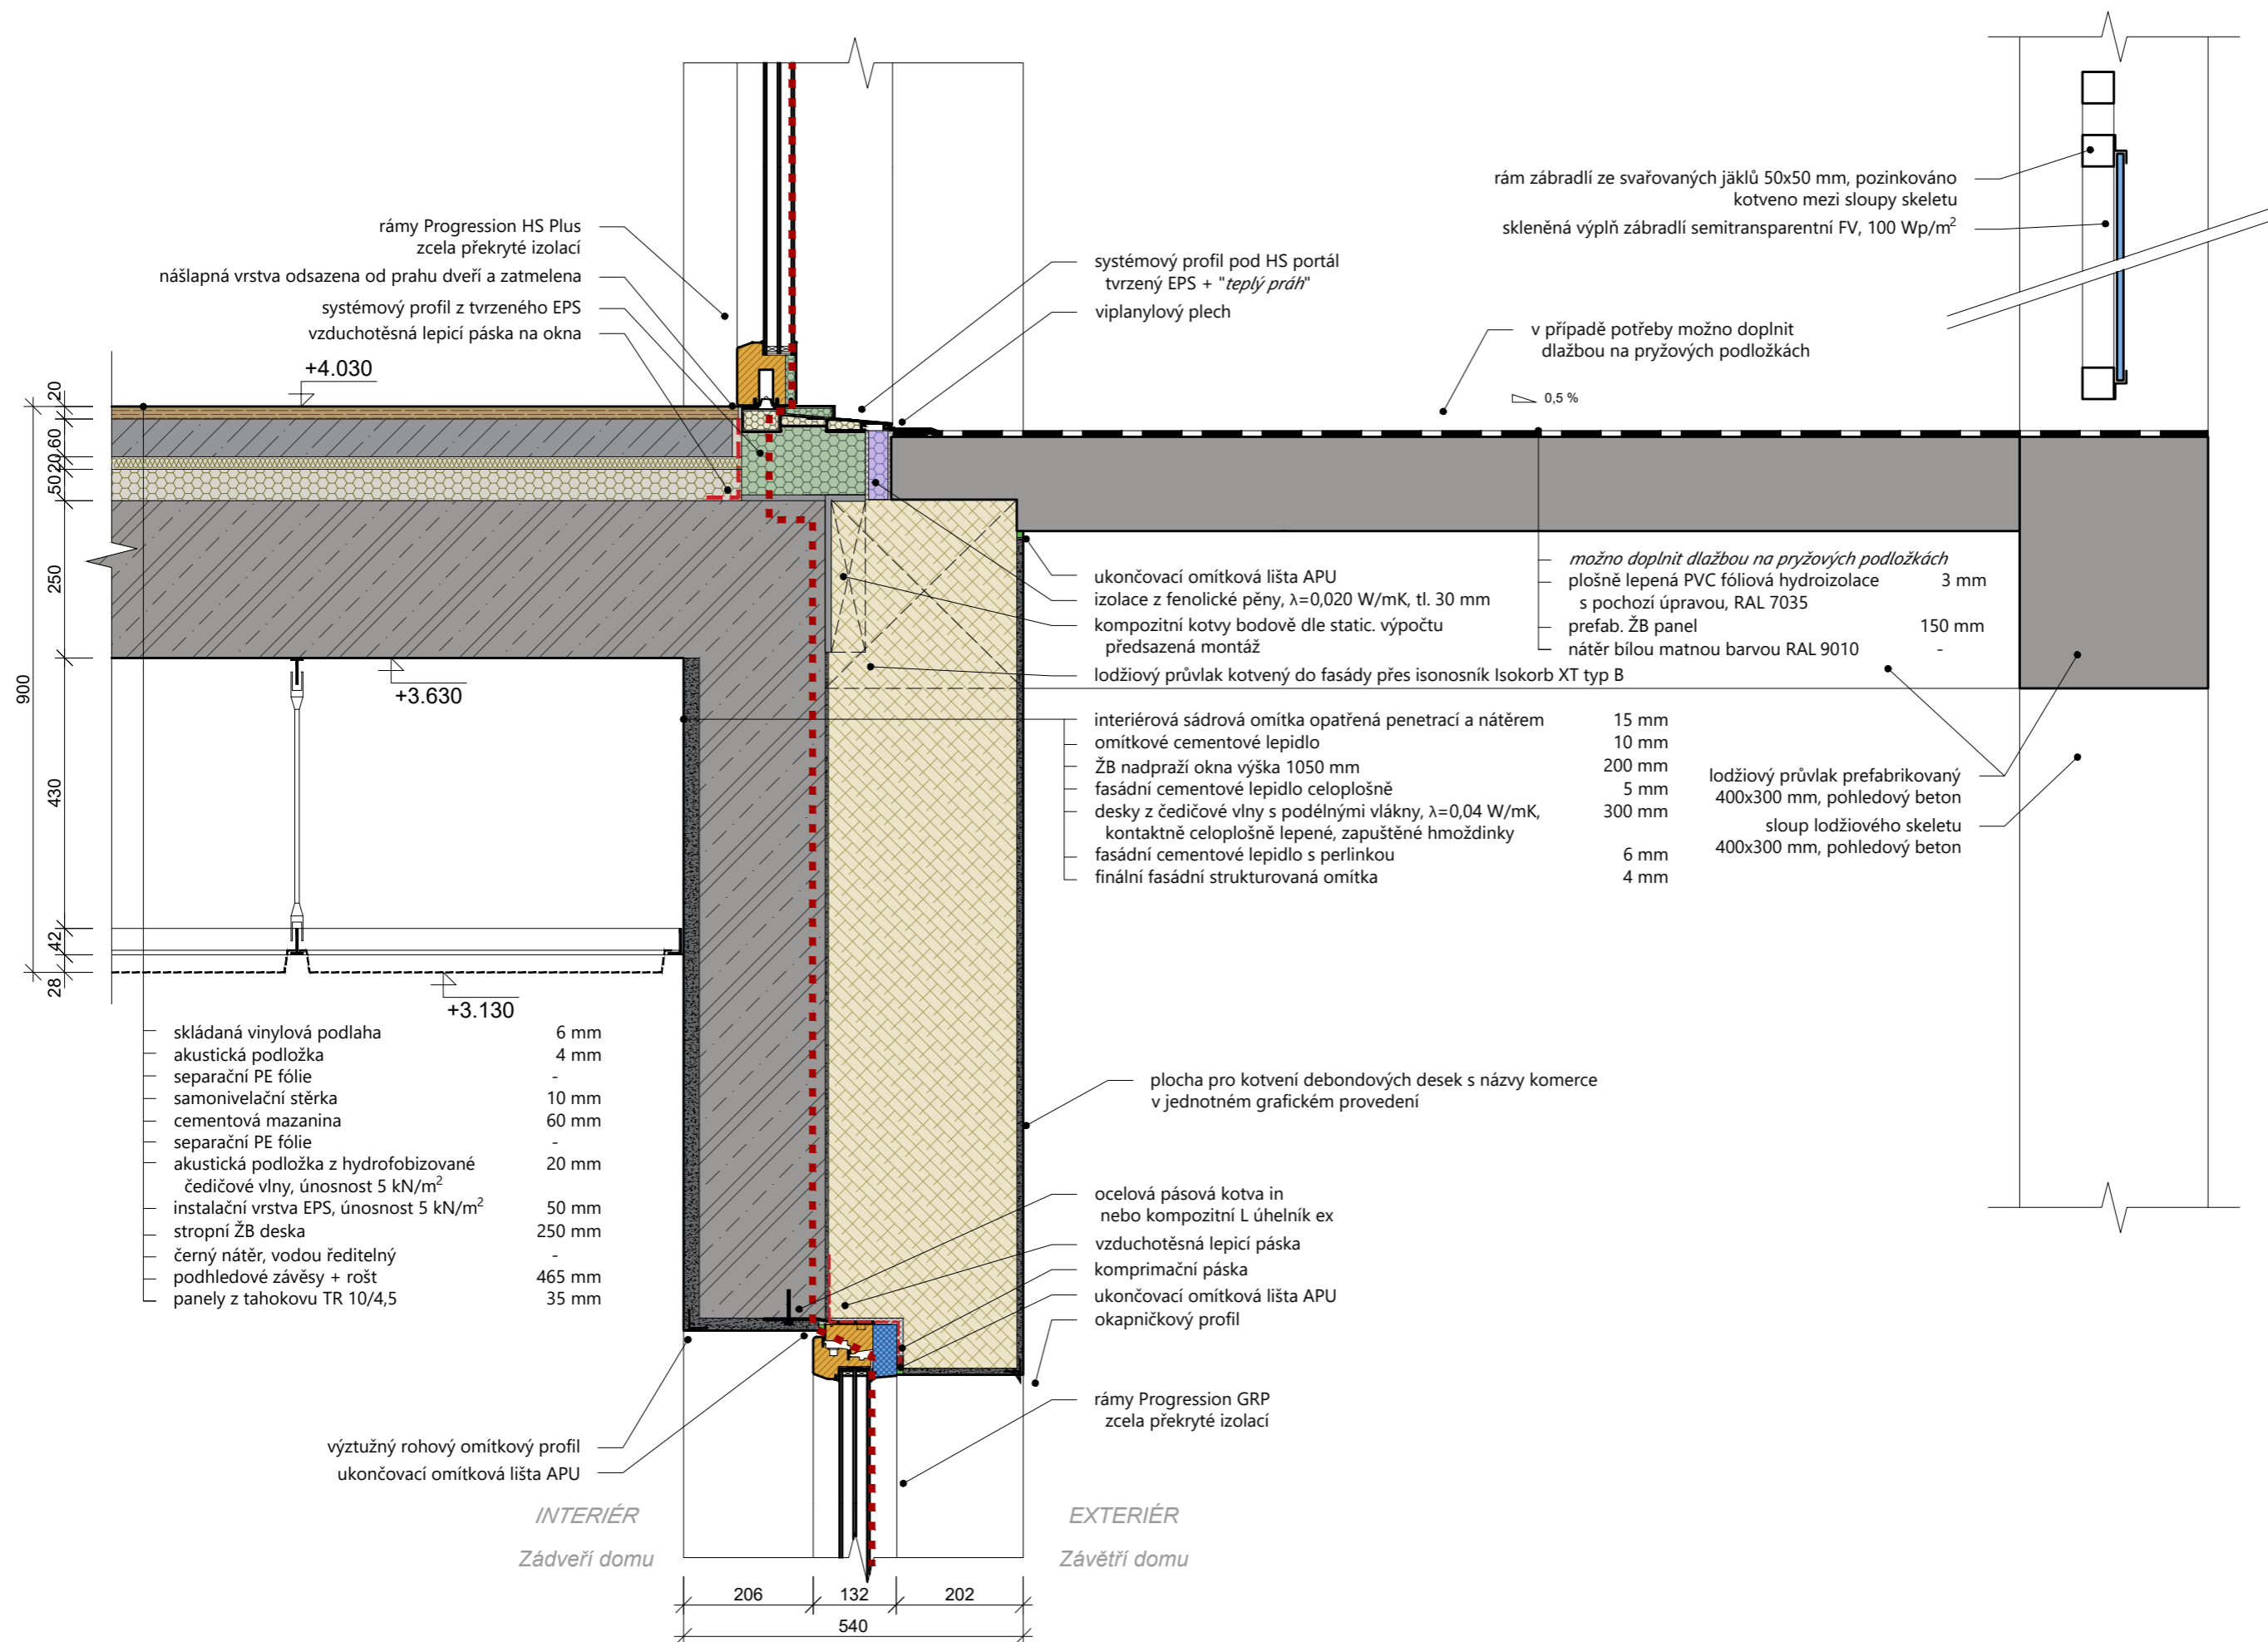 rám zábradlí ze svařovaných jäklů 50x50 mm, pozinkováno
kotveno mezi sloupy skeletu
skleněná výplň zábradlí semitransparentní FV, 100 Wp/m²
rámy Progression HS Plus
zcela překryté izolací
nášlapná vrstva odsazena od prahu dveří a zatmelena
systémový profil z tvrzeného EPS
vzduchotěsná lepicí páska na okna
systémový profil pod HS portál
tvrzený EPS + "teplý práh"
viplanylový plech
v případě potřeby možno doplnit
dlažbou na pryžových podložkách
0,5 %
+4.030
+3.630
+3.130
20
60
20
50
250
430
42
28
900
ukončovací omítková lišta APU
izolace z fenolické pěny, λ=0,020 W/mK, tl. 30 mm
kompozitní kotvy bodově dle static. výpočtu
předsazená montáž
lodžiový průvlak kotvený do fasády přes isonosník Isokorb XT typ B
možno doplnit dlažbou na pryžových podložkách
plošně lepená PVC fóliová hydroizolace 3 mm
s pochozí úpravou, RAL 7035
prefab. ŽB panel 150 mm
nátěr bílou matnou barvou RAL 9010 -
interiérová sádrová omítka opatřená penetrací a nátěrem 15 mm
omítkové cementové lepidlo 10 mm
ŽB nadpraží okna výška 1050 mm 200 mm
fasádní cementové lepidlo celoplošně 5 mm
desky z čedičové vlny s podélnými vlákny, λ=0,04 W/mK, 300 mm
kontaktně celoplošně lepené, zapuštěné hmoždinky
fasádní cementové lepidlo s perlinkou 6 mm
finální fasádní strukturovaná omítka 4 mm
lodžiový průvlak prefabrikovaný
400x300 mm, pohledový beton
sloup lodžiového skeletu
400x300 mm, pohledový beton
skládaná vinylová podlaha 6 mm
akustická podložka 4 mm
separační PE fólie -
samonivelační stěrka 10 mm
cementová mazanina 60 mm
separační PE fólie -
akustická podložka z hydrofobizované 20 mm
čedičové vlny, únosnost 5 kN/m²
instalační vrstva EPS, únosnost 5 kN/m² 50 mm
stropní ŽB deska 250 mm
černý nátěr, vodou ředitelný -
podhledové závěsy + rošt 465 mm
panely z tahokovu TR 10/4,5 35 mm
plocha pro kotvení debondových desek s názvy komerce
v jednotném grafickém provedení
ocelová pásová kotva in
nebo kompozitní L úhelník ex
vzduchotěsná lepicí páska
komprimační páska
ukončovací omítková lišta APU
okapničkový profil
rámy Progression GRP
zcela překryté izolací
výztužný rohový omítkový profil
ukončovací omítková lišta APU
INTERIÉR
Zádveří domu
EXTERIÉR
Závětří domu
206
132
202
540